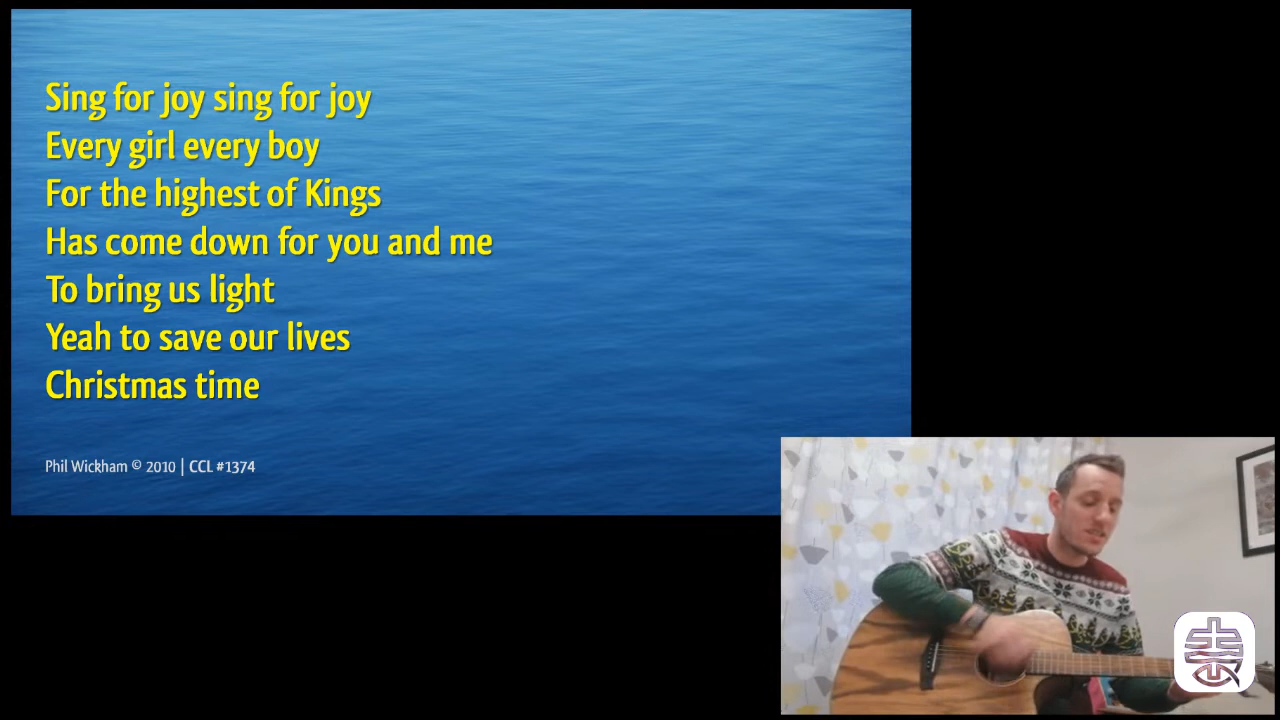 Sing for joy sing for joy
Every girl every boy
For the highest of Kings
Has come down for you and me
To bring us light
Yeah to save our lives
Christmas time
Phil Wickham © 2010 | CCL #1374